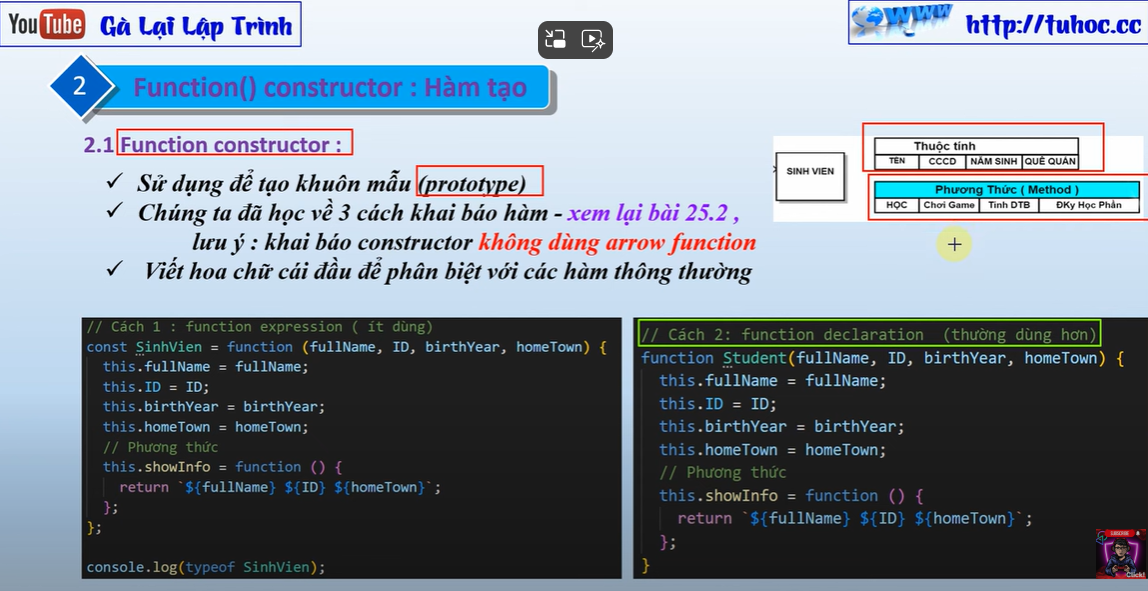 YouTube Gà Lại Lập Trình
WWW http://tuhoc.cc
2 Function() constructor : Hàm tạo
2.1 Function constructor :
✓ Sử dụng để tạo khuôn mẫu (prototype)
✓ Chúng ta đã học về 3 cách khai báo hàm - xem lại bài 25.2 ,
lưu ý : khai báo constructor không dùng arrow function
✓ Viết hoa chữ cái đầu để phân biệt với các hàm thông thường
SINH VIEN
Thuộc tính
TÊN CCCD NĂM SINH QUÊ QUÁN
Phương Thức ( Method )
HỌC Chơi Game Tính DTB ĐKy Học Phần
// Cách 1 : function expression ( ít dùng)
const SinhVien = function (fullName, ID, birthYear, homeTown) {
this.fullName = fullName;
this.ID = ID;
this.birthYear = birthYear;
this.homeTown = homeTown;
// Phương thức
this.showInfo = function () {
return `${fullName} ${ID} ${homeTown}`;
};
};
console.log(typeof SinhVien);
// Cách 2: function declaration (thường dùng hơn)
function Student(fullName, ID, birthYear, homeTown) {
this.fullName = fullName;
this.ID = ID;
this.birthYear = birthYear;
this.homeTown = homeTown;
// Phương thức
this.showInfo = function () {
return `${fullName} ${ID} ${homeTown}`;
};
}
SUBSCRIBE
Click!